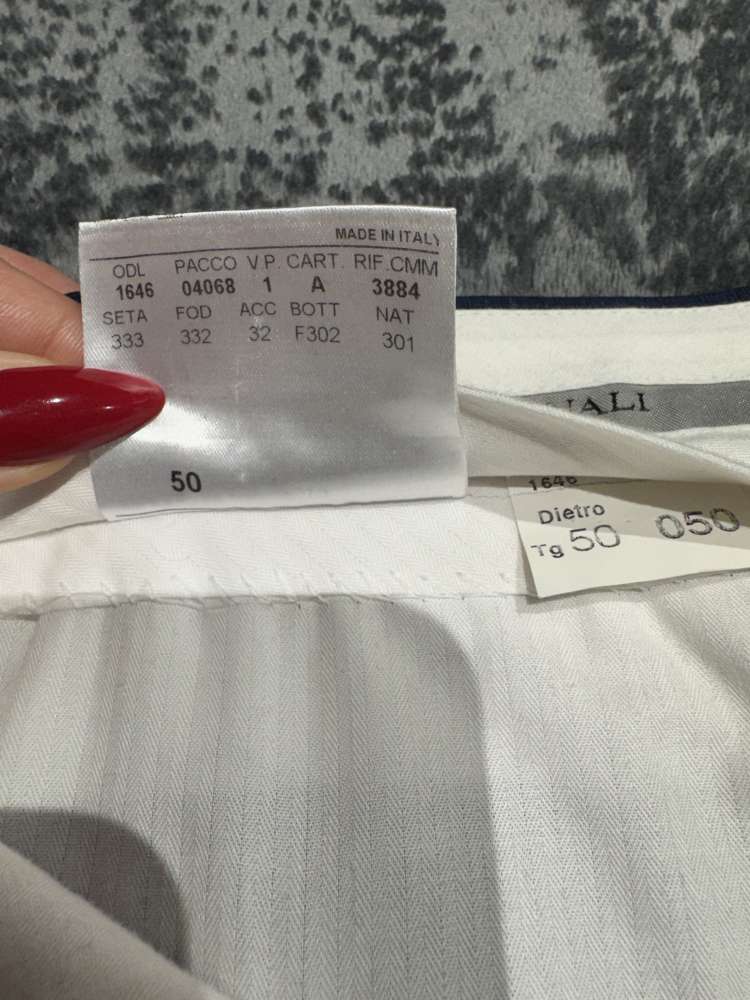 MADE IN ITALY
ODL PACCO V.P. CART. RIF.CMM
1646 04068 1 A 3884
SETA FOD ACC BOTT NAT
333 332 32 F302 301
50
ALI
1646
Dietro
Tg 50 050